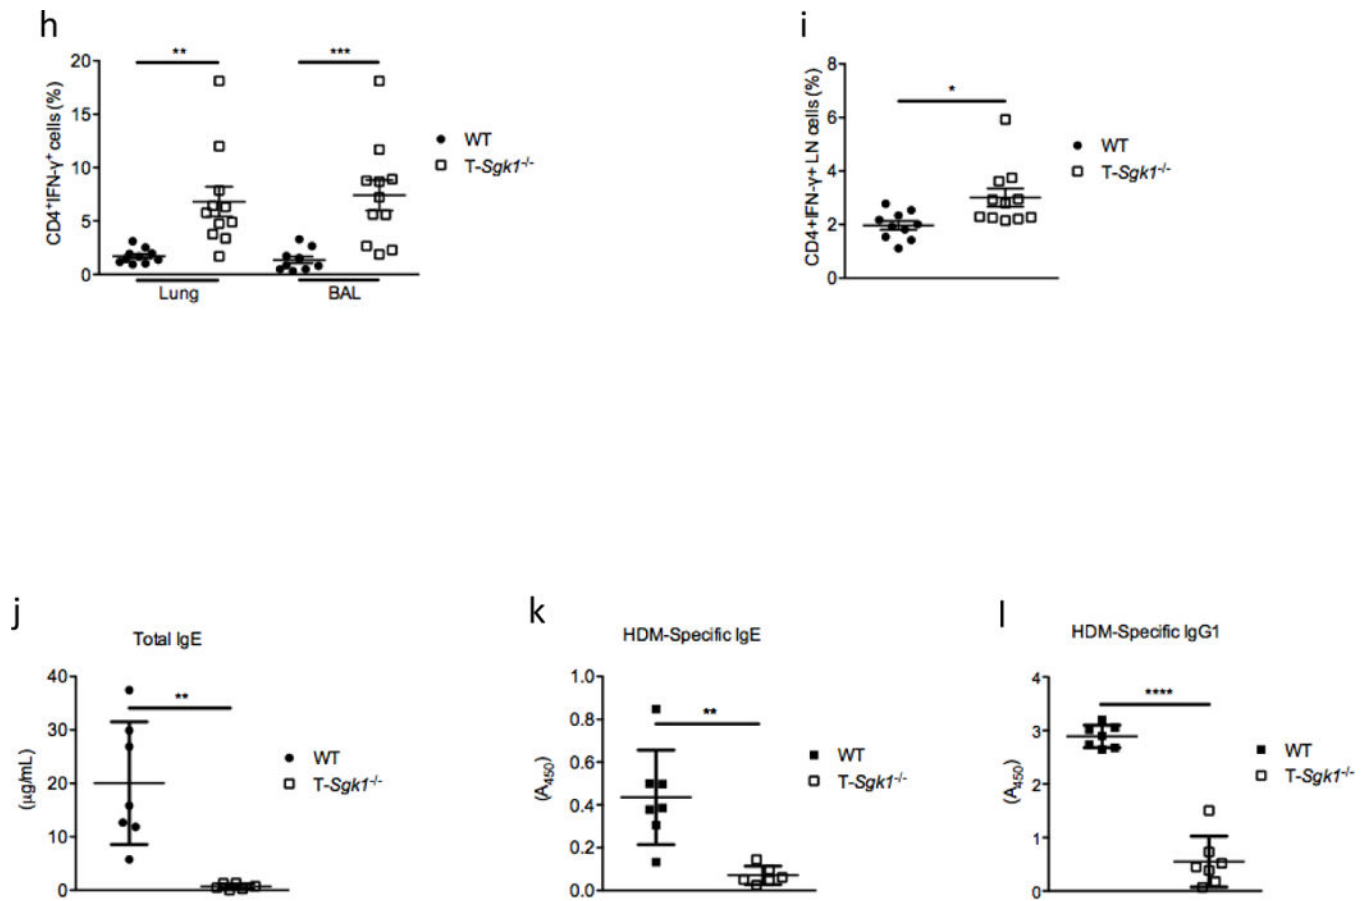 h
CD4⁺IFN-γ⁺ cells (%)
20
15
10
5
0
**
***
Lung
BAL
WT
T-Sgk1⁻/⁻
i
CD4+IFN-γ+ LN cells (%)
8
6
4
2
0
*
WT
T-Sgk1⁻/⁻
j
Total IgE
(µg/mL)
40
30
20
10
0
**
WT
T-Sgk1⁻/⁻
k
HDM-Specific IgE
(A₄₅₀)
1.0
0.8
0.6
0.4
0.2
0.0
**
WT
T-Sgk1⁻/⁻
l
HDM-Specific IgG1
(A₄₅₀)
4
3
2
1
0
****
WT
T-Sgk1⁻/⁻